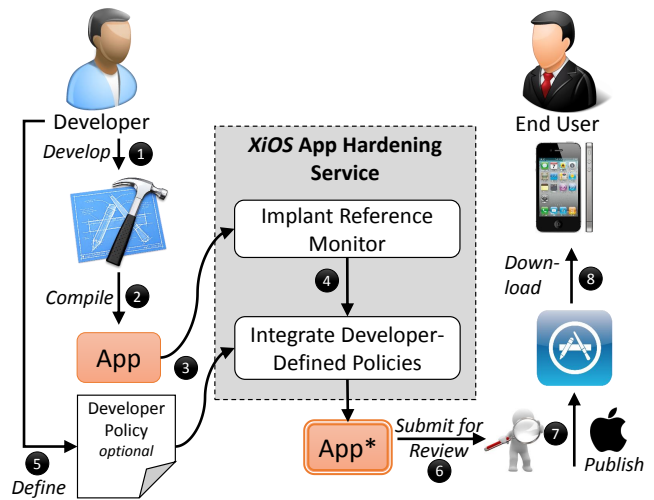 Developer
End User
Develop
1
XiOS App Hardening
Service
Implant Reference
Monitor
Compile
2
4
Down-
load
8
App
3
Integrate Developer-
Defined Policies
Developer
Policy
optional
5
Define
App*
Submit for
Review
6
7
Publish